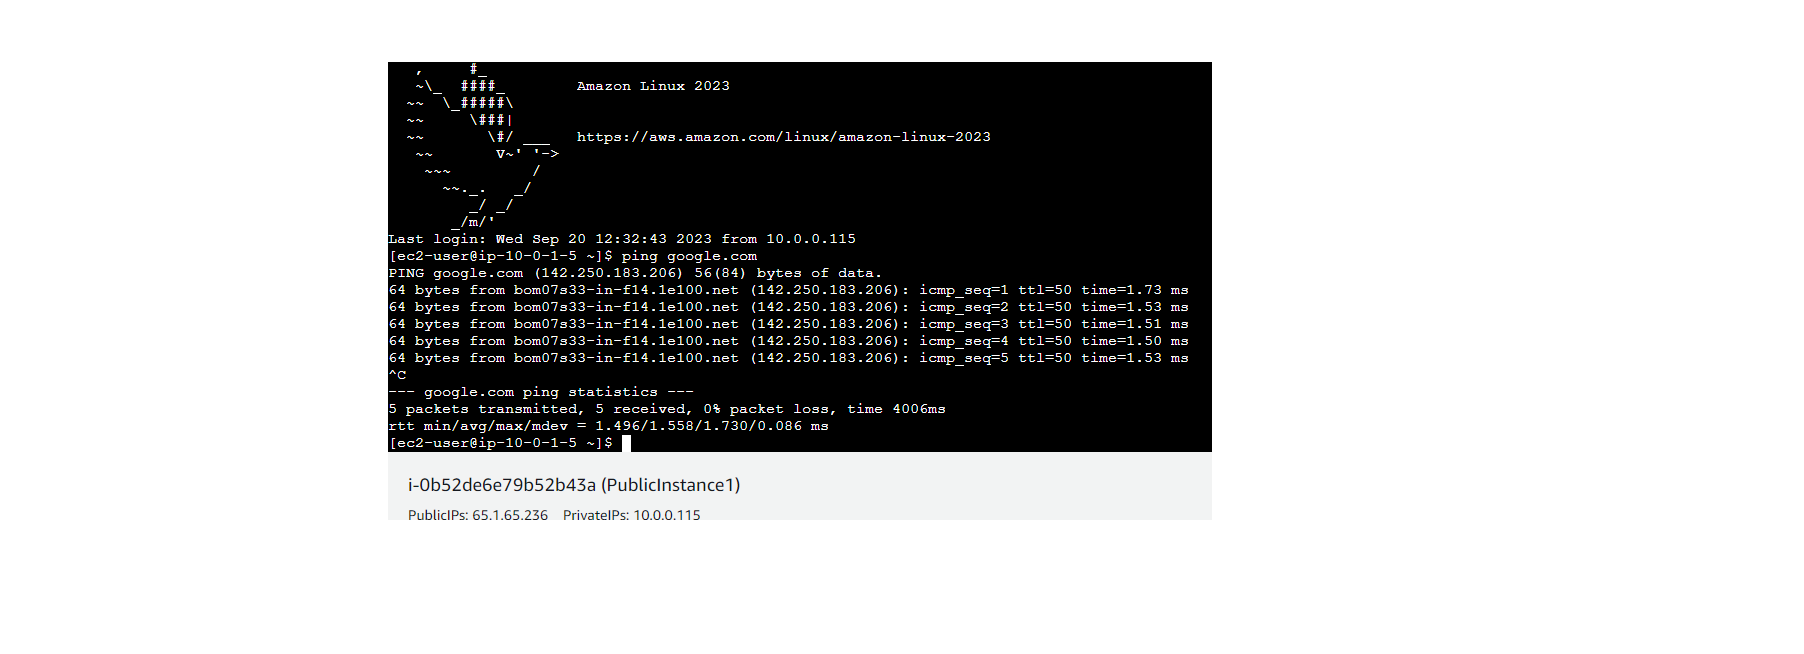 ,     #_
   ~\_  ####_        Amazon Linux 2023
  ~~  \_#####\
  ~~     \###|
  ~~       \#/ ___   https://aws.amazon.com/linux/amazon-linux-2023
   ~~       V~' '->
    ~~~         /
      ~~._.   _/
         _/ _/
       _/m/'
Last login: Wed Sep 20 12:32:43 2023 from 10.0.0.115
[ec2-user@ip-10-0-1-5 ~]$ ping google.com
PING google.com (142.250.183.206) 56(84) bytes of data.
64 bytes from bom07s33-in-f14.1e100.net (142.250.183.206): icmp_seq=1 ttl=50 time=1.73 ms
64 bytes from bom07s33-in-f14.1e100.net (142.250.183.206): icmp_seq=2 ttl=50 time=1.53 ms
64 bytes from bom07s33-in-f14.1e100.net (142.250.183.206): icmp_seq=3 ttl=50 time=1.51 ms
64 bytes from bom07s33-in-f14.1e100.net (142.250.183.206): icmp_seq=4 ttl=50 time=1.50 ms
64 bytes from bom07s33-in-f14.1e100.net (142.250.183.206): icmp_seq=5 ttl=50 time=1.53 ms
^C
--- google.com ping statistics ---
5 packets transmitted, 5 received, 0% packet loss, time 4006ms
rtt min/avg/max/mdev = 1.496/1.558/1.730/0.086 ms
[ec2-user@ip-10-0-1-5 ~]$
i-0b52de6e79b52b43a (PublicInstance1)
PublicIPs: 65.1.65.236    PrivateIPs: 10.0.0.115